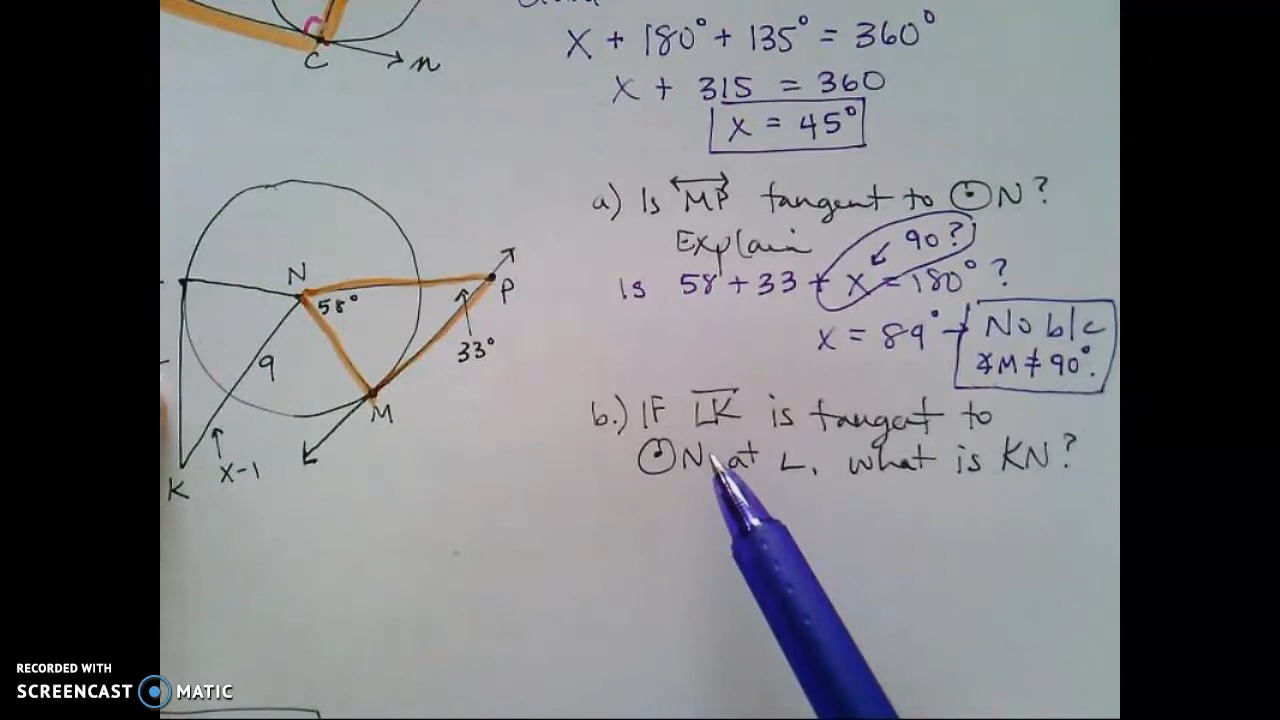 C
n
X + 180° + 135° = 360°
X + 315 = 360
X = 45°
a) Is MP tangent to ⊙N?
Explain
90?
Is 58 + 33 + X = 180°?
X = 89° → No b/c
∡M ≠ 90°.
N
58°
P
33°
9
M
K
X-1
b.) IF LK is tangent to
⊙N at L, what is KN?
RECORDED WITH
SCREENCAST MATIC